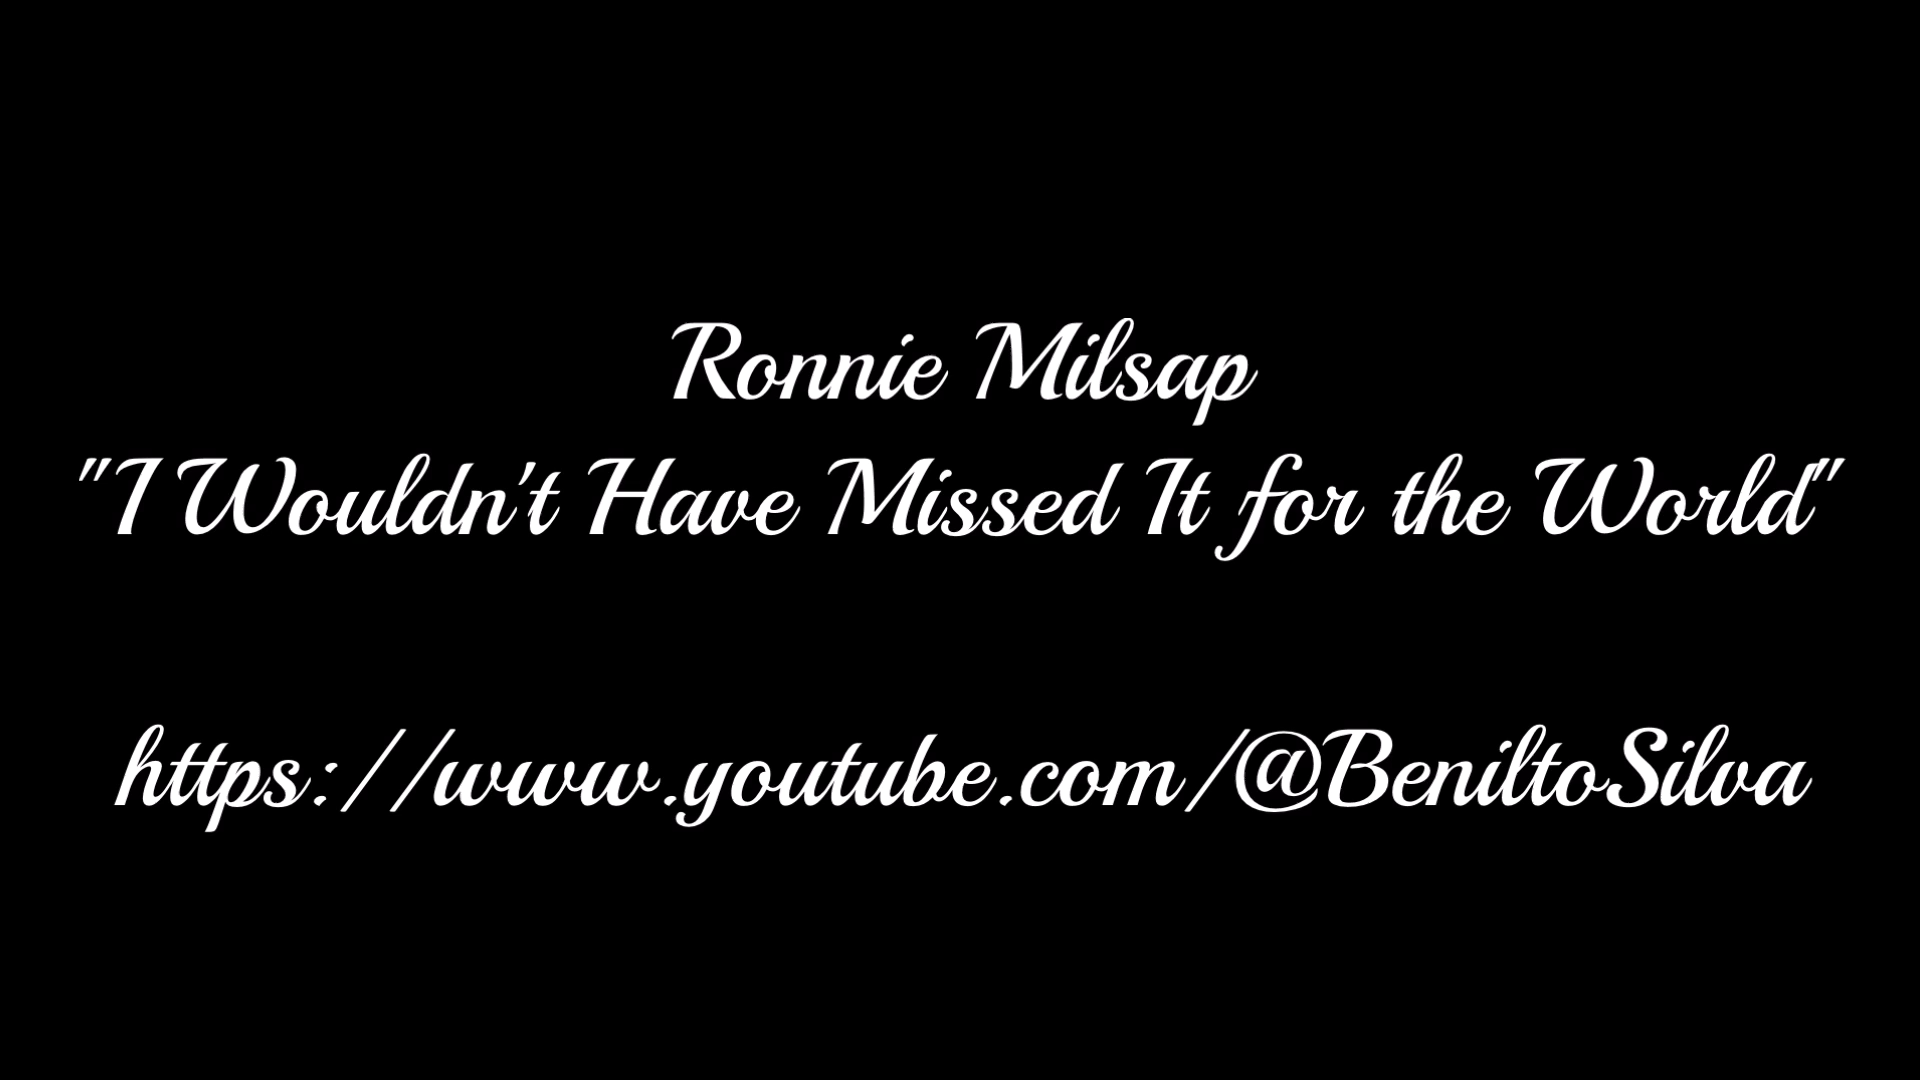 Ronnie Milsap
"I Wouldn't Have Missed It for the World"
https://www.youtube.com/@BeniltoSilva